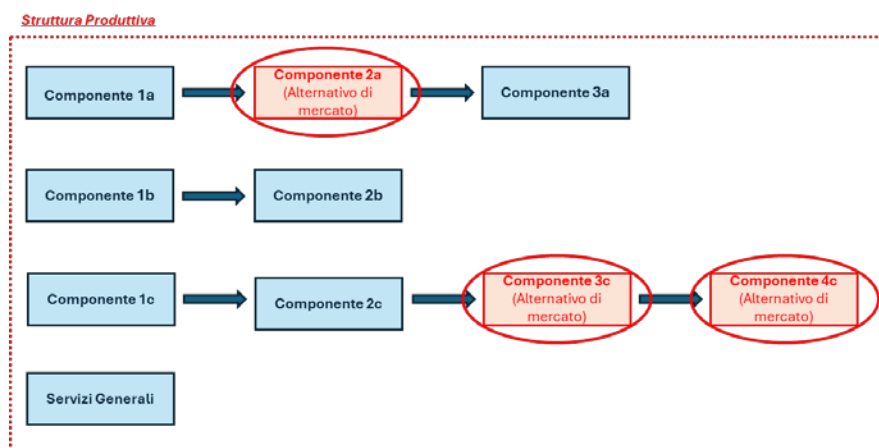 Struttura Produttiva
Componente 1a
Componente 2a
(Alternativo di
mercato)
Componente 3a
Componente 1b
Componente 2b
Componente 1c
Componente 2c
Componente 3c
(Alternativo di
mercato)
Componente 4c
(Alternativo di
mercato)
Servizi Generali